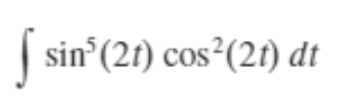 ∫ sin⁵(2t) cos²(2t) dt